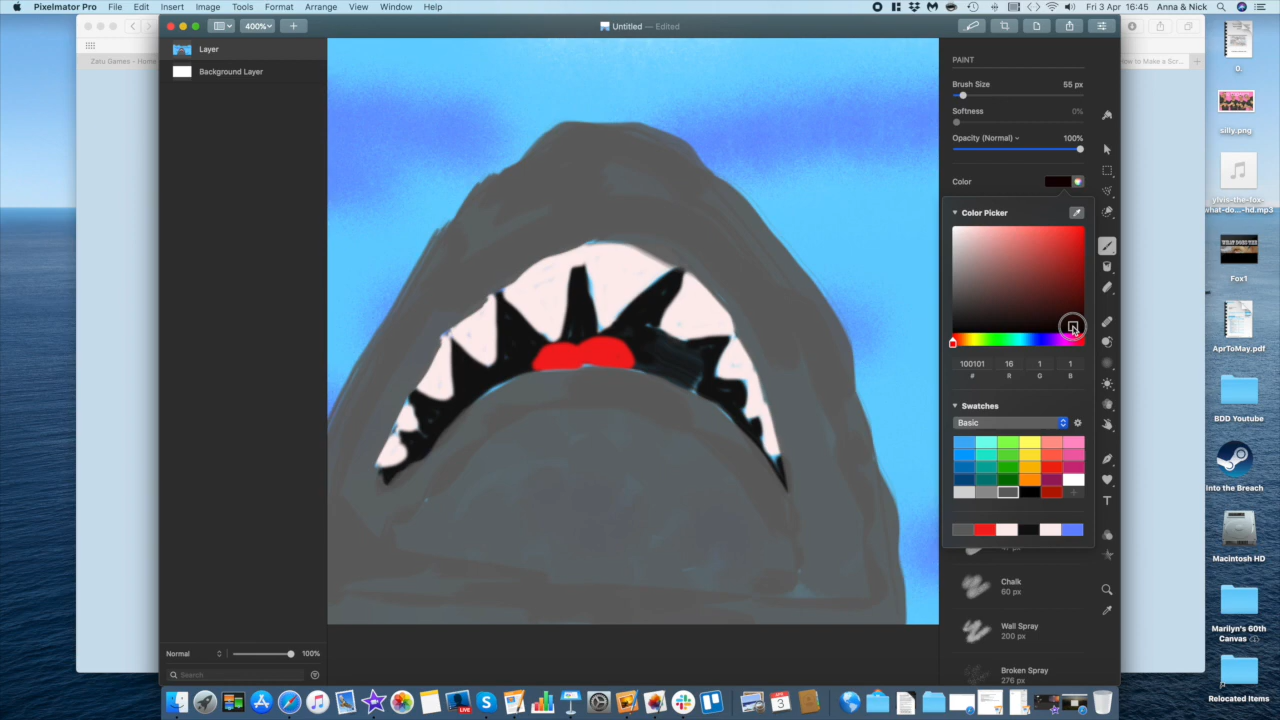 Pixelmator Pro File Edit Insert Image Tools Format Arrange View Window Help
Fri 3 Apr 16:45 Anna & Nick
400%
Untitled — Edited
Zatu Games - Home
How to Make a Scr...
Layer
Background Layer
PAINT
Brush Size 55 px
Softness 0%
Opacity (Normal) 100%
Color
Color Picker
100101 16 1 1
# R G B
Swatches
Basic
Chalk
60 px
Wall Spray
200 px
Broken Spray
276 px
Normal 100%
Search
0.
silly.png
ylvis-the-fox-
what-do...-hd.mp3
Fox1
AprToMay.pdf
BDD Youtube
Into the Breach
Macintosh HD
Marilyn's 60th
Canvas
Relocated Items